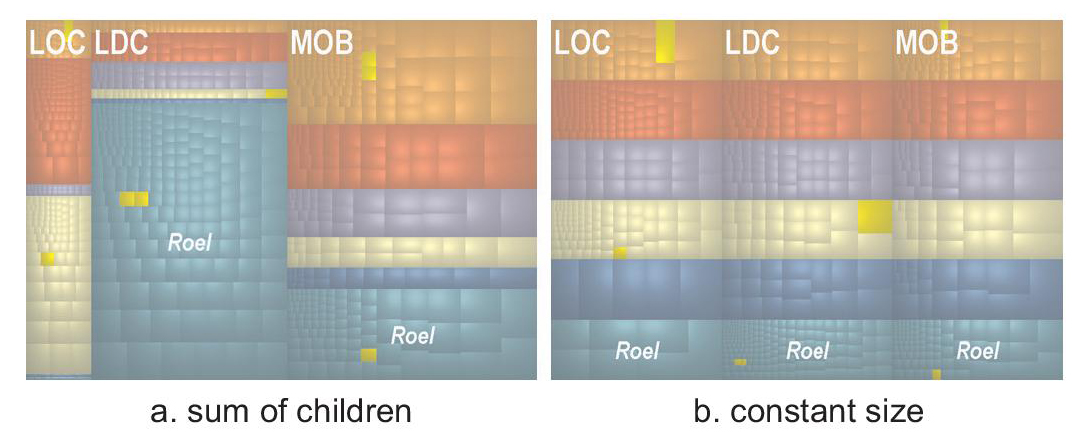 LOC LDC MOB
Roel
Roel
a. sum of children
LOC LDC MOB
Roel Roel Roel
b. constant size